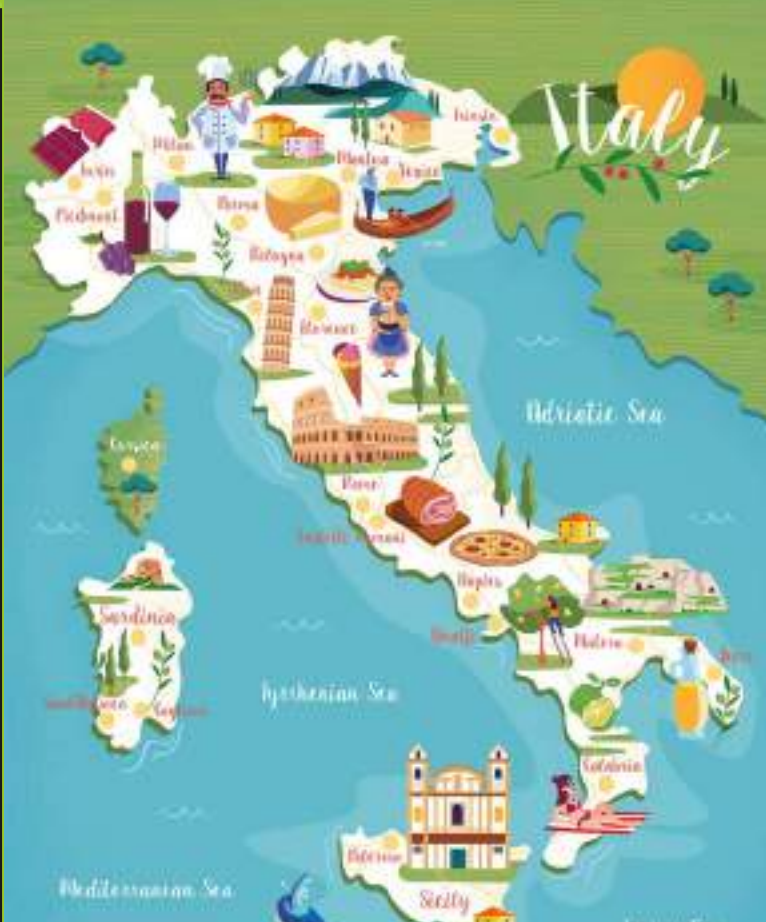 Italy
Trieste
Milan
Turin
Venice
Piedmont
Parma
Bologna
Florence
Adriatic Sea
Corsica
Rome
Naples
Amalfi
Matera
Sardinia
Cagliari
Tyrrhenian Sea
Calabria
Palermo
Sicily
Mediterranean Sea